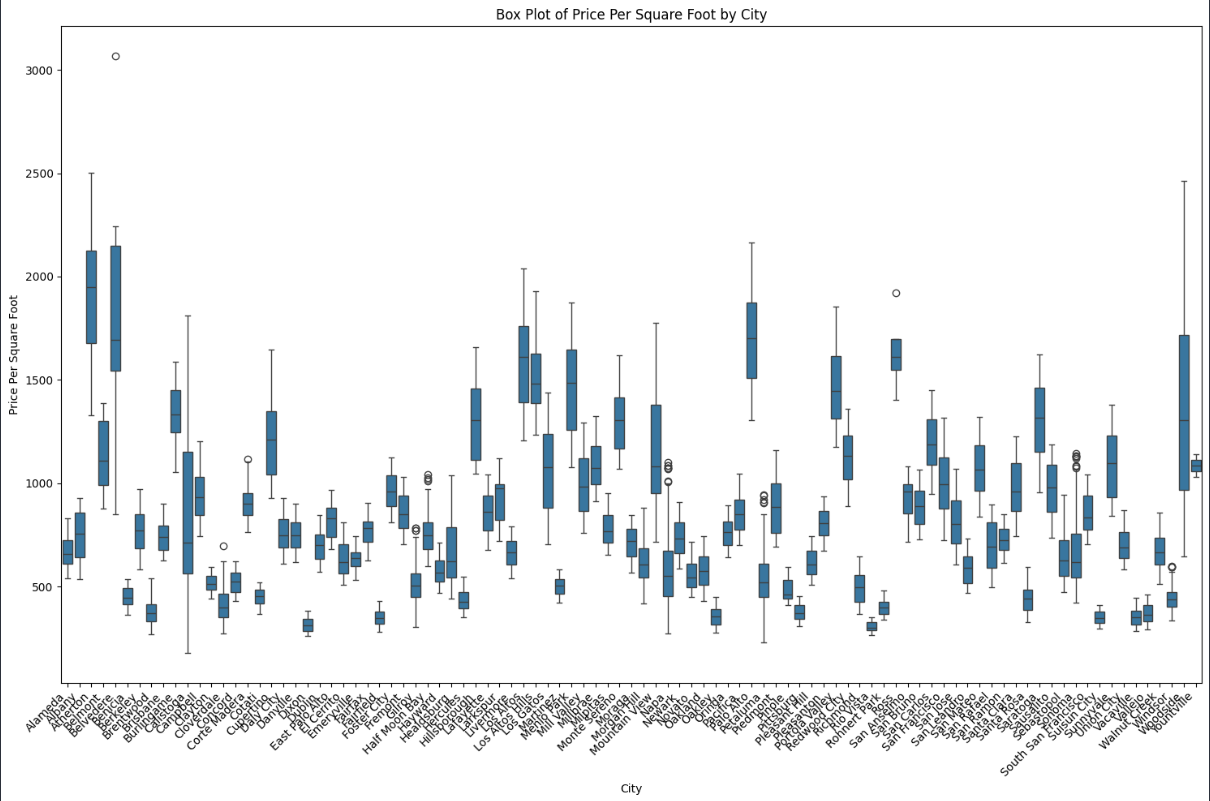 Box Plot of Price Per Square Foot by City
Price Per Square Foot
3000
2500
2000
1500
1000
500
Alameda
Albany
Atherton
Belmont
Belvedere
Benicia
Berkeley
Brentwood
Brisbane
Burlingame
Calistoga
Campbell
Clayton
Cloverdale
Concord
Corte Madera
Cotati
Cupertino
Daly City
Danville
Dixon
Dublin
East Palo Alto
El Cerrito
Emeryville
Fairfax
Fairfield
Foster City
Fremont
Gilroy
Half Moon Bay
Hayward
Healdsburg
Hercules
Hillsborough
Lafayette
Larkspur
Livermore
Los Altos
Los Altos Hills
Los Gatos
Martinez
Menlo Park
Mill Valley
Millbrae
Milpitas
Monte Sereno
Moraga
Morgan Hill
Mountain View
Napa
Newark
Novato
Oakland
Oakley
Orinda
Pacifica
Palo Alto
Petaluma
Piedmont
Pinole
Pittsburg
Pleasant Hill
Pleasanton
Portola Valley
Redwood City
Richmond
Rio Vista
Rohnert Park
Ross
San Anselmo
San Bruno
San Carlos
San Francisco
San Jose
San Leandro
San Mateo
San Rafael
San Ramon
Santa Clara
Santa Rosa
Saratoga
Sausalito
Sebastopol
Sonoma
South San Francisco
Suisun City
Sunnyvale
Union City
Vacaville
Vallejo
Walnut Creek
Windsor
Woodside
Yountville
City